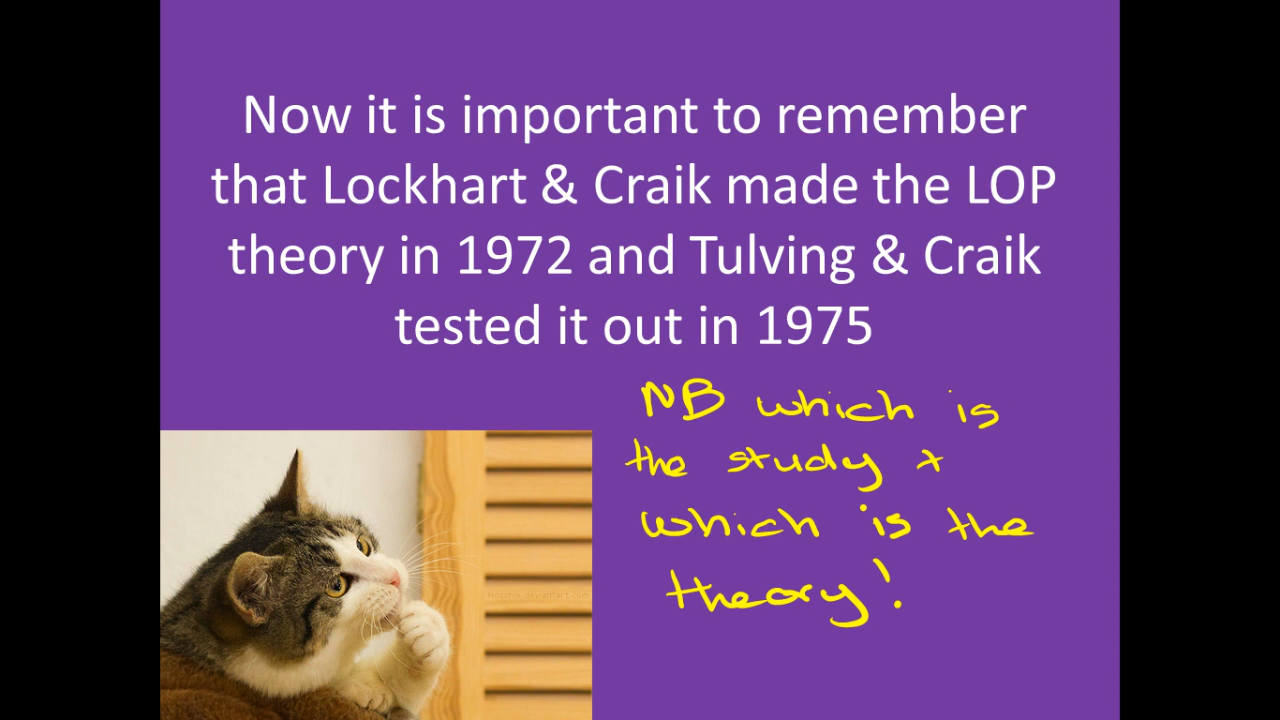 Now it is important to remember
that Lockhart & Craik made the LOP
theory in 1972 and Tulving & Craik
tested it out in 1975
NB which is
the study +
which is the
theory!